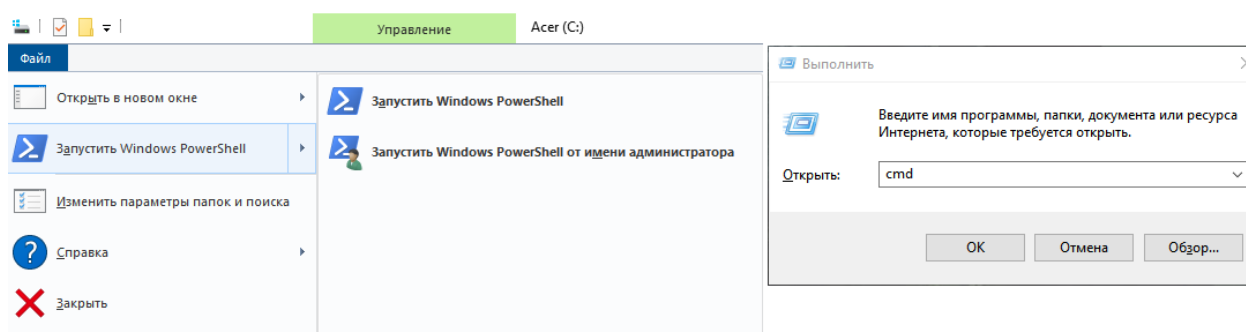 Управление
Acer (C:)
Файл
Открыть в новом окне
Запустить Windows PowerShell
Изменить параметры папок и поиска
Справка
Закрыть
Запустить Windows PowerShell
Запустить Windows PowerShell от имени администратора
Выполнить
Введите имя программы, папки, документа или ресурса
Интернета, которые требуется открыть.
Открыть:
cmd
ОК
Отмена
Обзор...